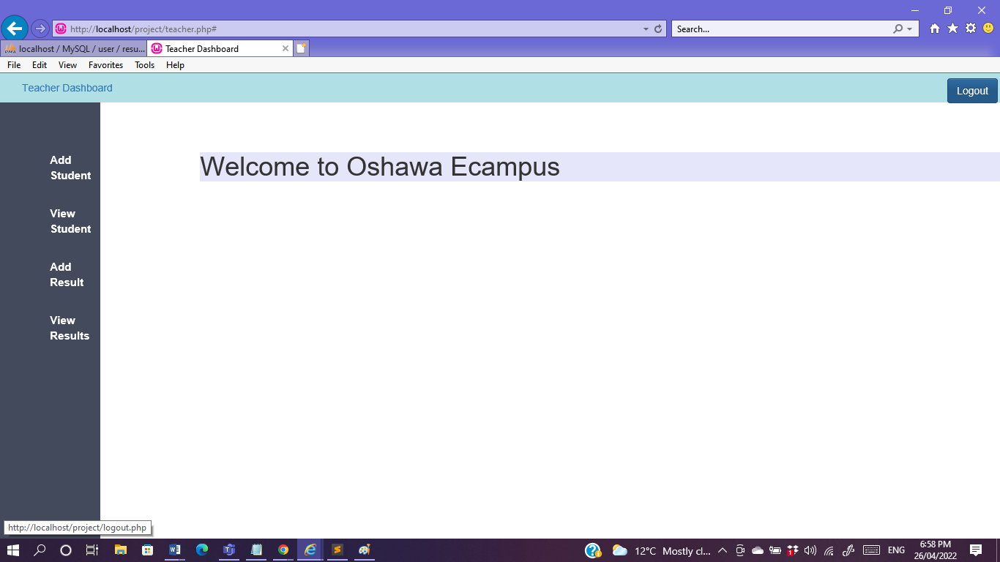 http://localhost/project/teacher.php#
Search...
localhost / MySQL / user / resu...
Teacher Dashboard
File Edit View Favorites Tools Help
Teacher Dashboard
Logout
Add
Student
Welcome to Oshawa Ecampus
View
Student
Add
Result
View
Results
http://localhost/project/logout.php
12°C Mostly cl...
ENG
6:58 PM
26/04/2022